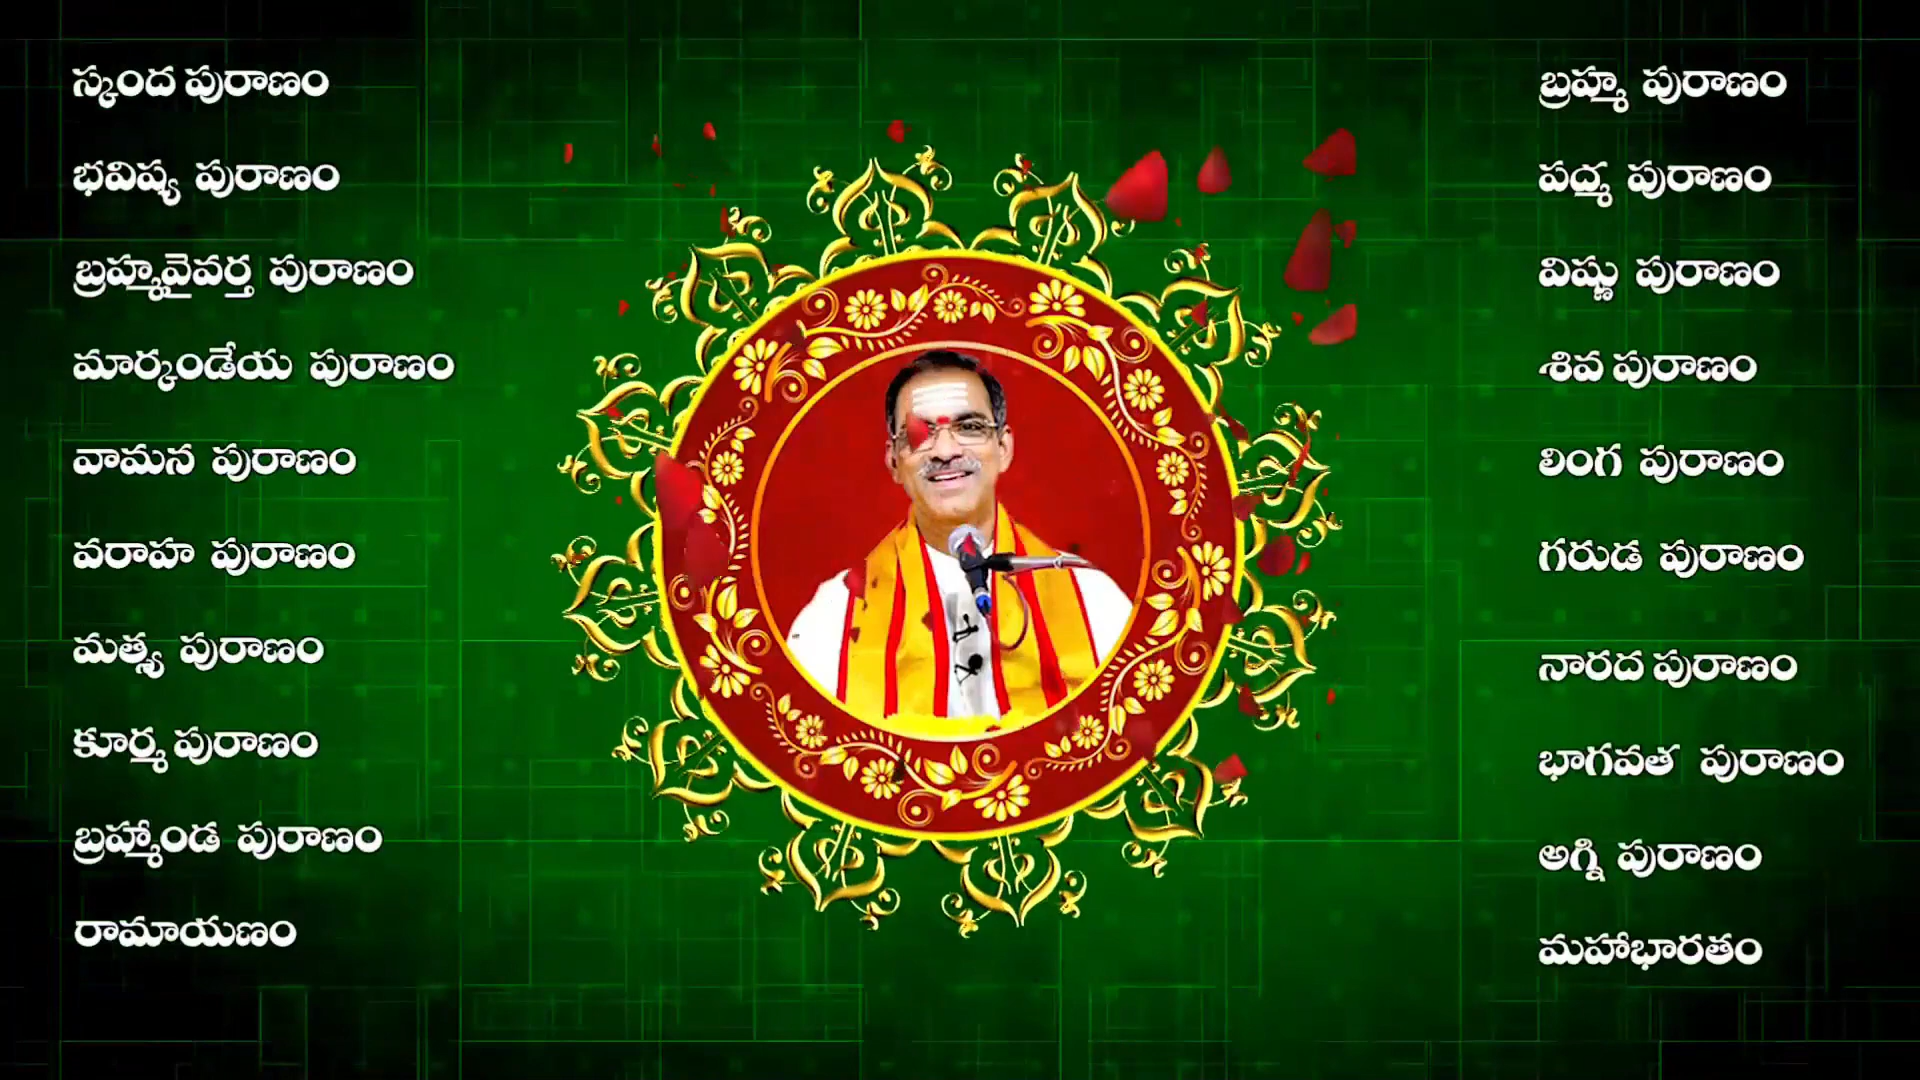 స్కంద పురాణం
భవిష్య పురాణం
బ్రహ్మవైవర్త పురాణం
మార్కండేయ పురాణం
వామన పురాణం
వరాహ పురాణం
మత్స్య పురాణం
కూర్మ పురాణం
బ్రహ్మాండ పురాణం
రామాయణం
బ్రహ్మ పురాణం
పద్మ పురాణం
విష్ణు పురాణం
శివ పురాణం
లింగ పురాణం
గరుడ పురాణం
నారద పురాణం
భాగవత పురాణం
అగ్ని పురాణం
మహాభారతం